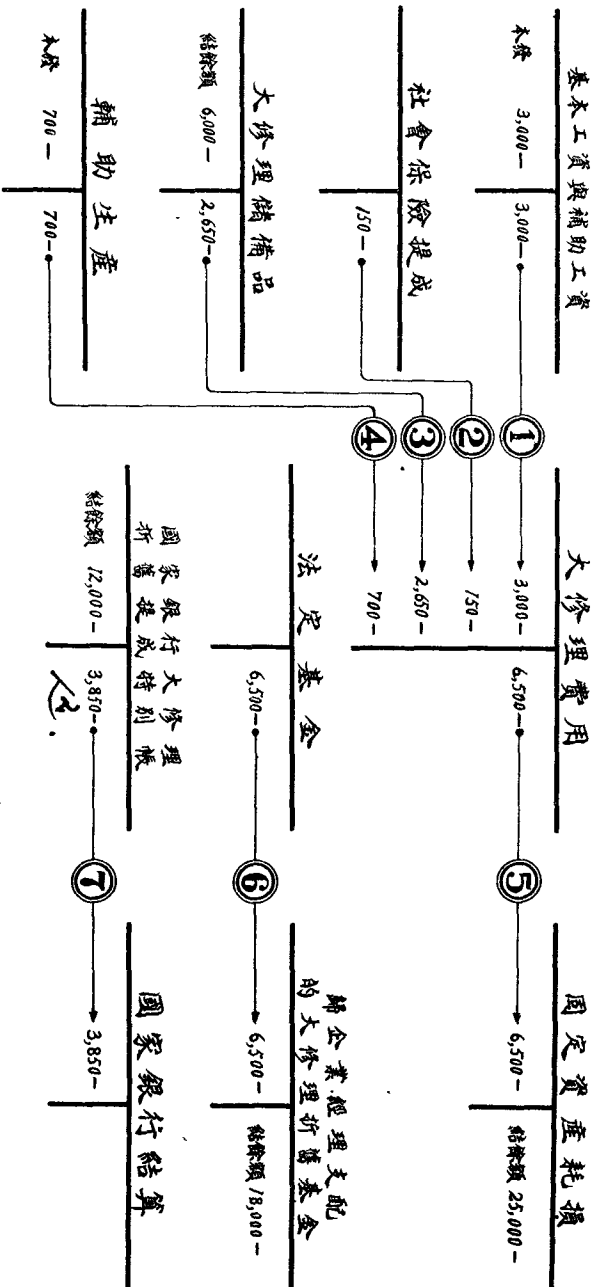 基本工資與補助工資
本發 3,000—
3,000—
社會保險提成
150—
大修理儲備品
結餘額 6,000—
2,650—
輔助生產
本發 700—
700—
①
②
③
④
大修理費用
3,000—
150—
2,650—
700—
6,500—
法定基金
6,500—
國家銀行大修理
折舊提成特別帳
結餘額 12,000—
3,850—
⑤
⑥
⑦
固定資產耗損
6,500—
結餘額 25,000—
歸企業經理支配
的大修理折舊基金
6,500—
結餘額 18,000—
國家銀行結算
3,850—